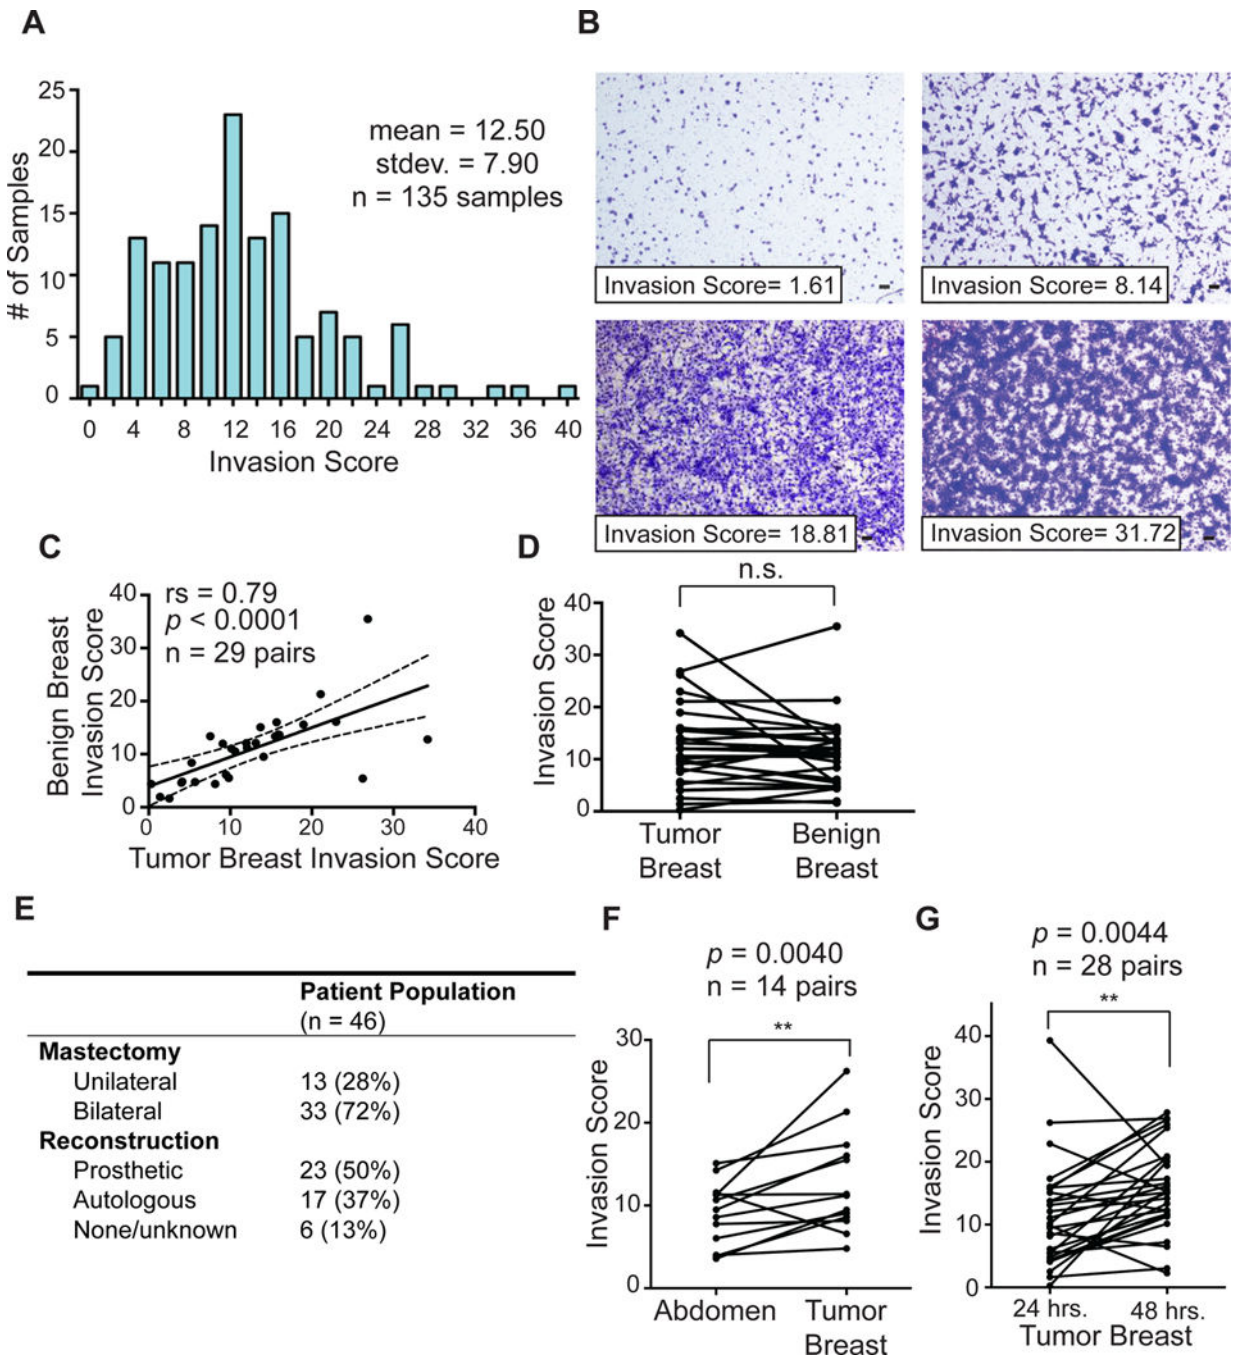 A
25
20
15
10
5
0
# of Samples
mean = 12.50
stdev. = 7.90
n = 135 samples
0 4 8 12 16 20 24 28 32 36 40
Invasion Score
B
Invasion Score= 1.61
Invasion Score= 8.14
Invasion Score= 18.81
Invasion Score= 31.72
C
rs = 0.79
p < 0.0001
n = 29 pairs
Benign Breast
Invasion Score
40
30
20
10
0
0 10 20 30 40
Tumor Breast Invasion Score
D
n.s.
Invasion Score
40
30
20
10
0
Tumor
Breast
Benign
Breast
E
Patient Population
(n = 46)
Mastectomy
Unilateral 13 (28%)
Bilateral 33 (72%)
Reconstruction
Prosthetic 23 (50%)
Autologous 17 (37%)
None/unknown 6 (13%)
F
p = 0.0040
n = 14 pairs
**
Invasion Score
30
20
10
0
Abdomen
Tumor
Breast
G
p = 0.0044
n = 28 pairs
**
Invasion Score
40
30
20
10
0
24 hrs. 48 hrs.
Tumor Breast